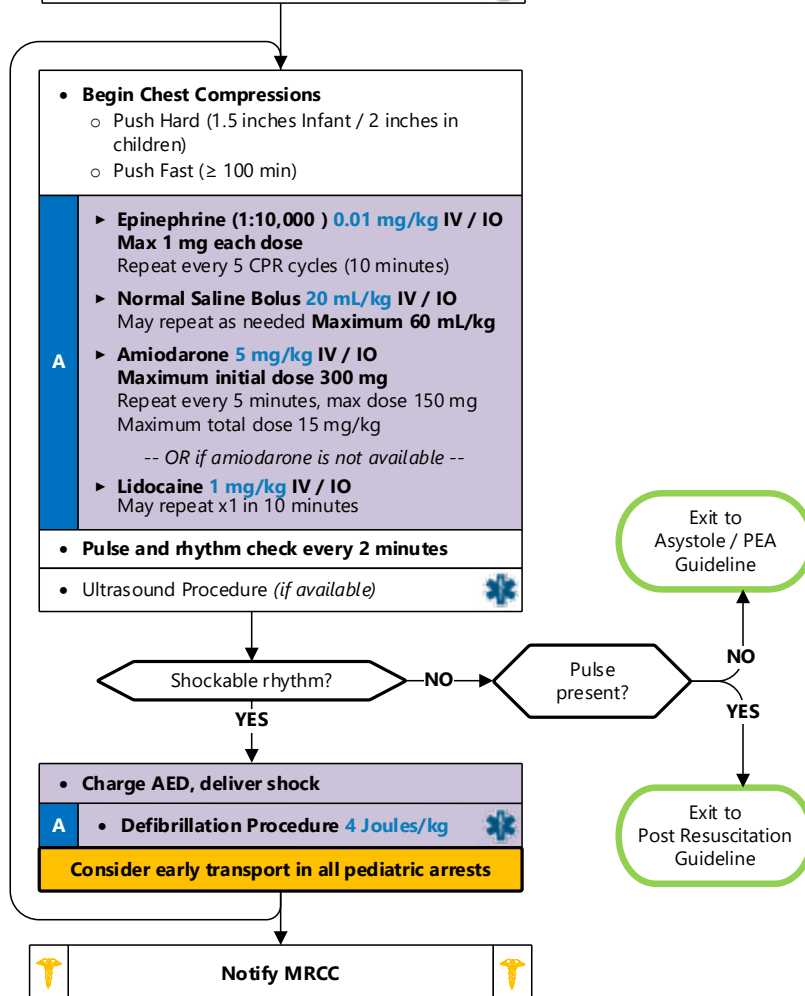 • Begin Chest Compressions
○ Push Hard (1.5 inches Infant / 2 inches in
children)
○ Push Fast (≥ 100 min)
A
► Epinephrine (1:10,000 ) 0.01 mg/kg IV / IO
Max 1 mg each dose
Repeat every 5 CPR cycles (10 minutes)
► Normal Saline Bolus 20 mL/kg IV / IO
May repeat as needed Maximum 60 mL/kg
► Amiodarone 5 mg/kg IV / IO
Maximum initial dose 300 mg
Repeat every 5 minutes, max dose 150 mg
Maximum total dose 15 mg/kg
-- OR if amiodarone is not available --
► Lidocaine 1 mg/kg IV / IO
May repeat x1 in 10 minutes
• Pulse and rhythm check every 2 minutes
• Ultrasound Procedure (if available)
Exit to
Asystole / PEA
Guideline
Shockable rhythm?
NO
Pulse
present?
NO
YES
YES
• Charge AED, deliver shock
A
• Defibrillation Procedure 4 Joules/kg
Consider early transport in all pediatric arrests
Exit to
Post Resuscitation
Guideline
Notify MRCC